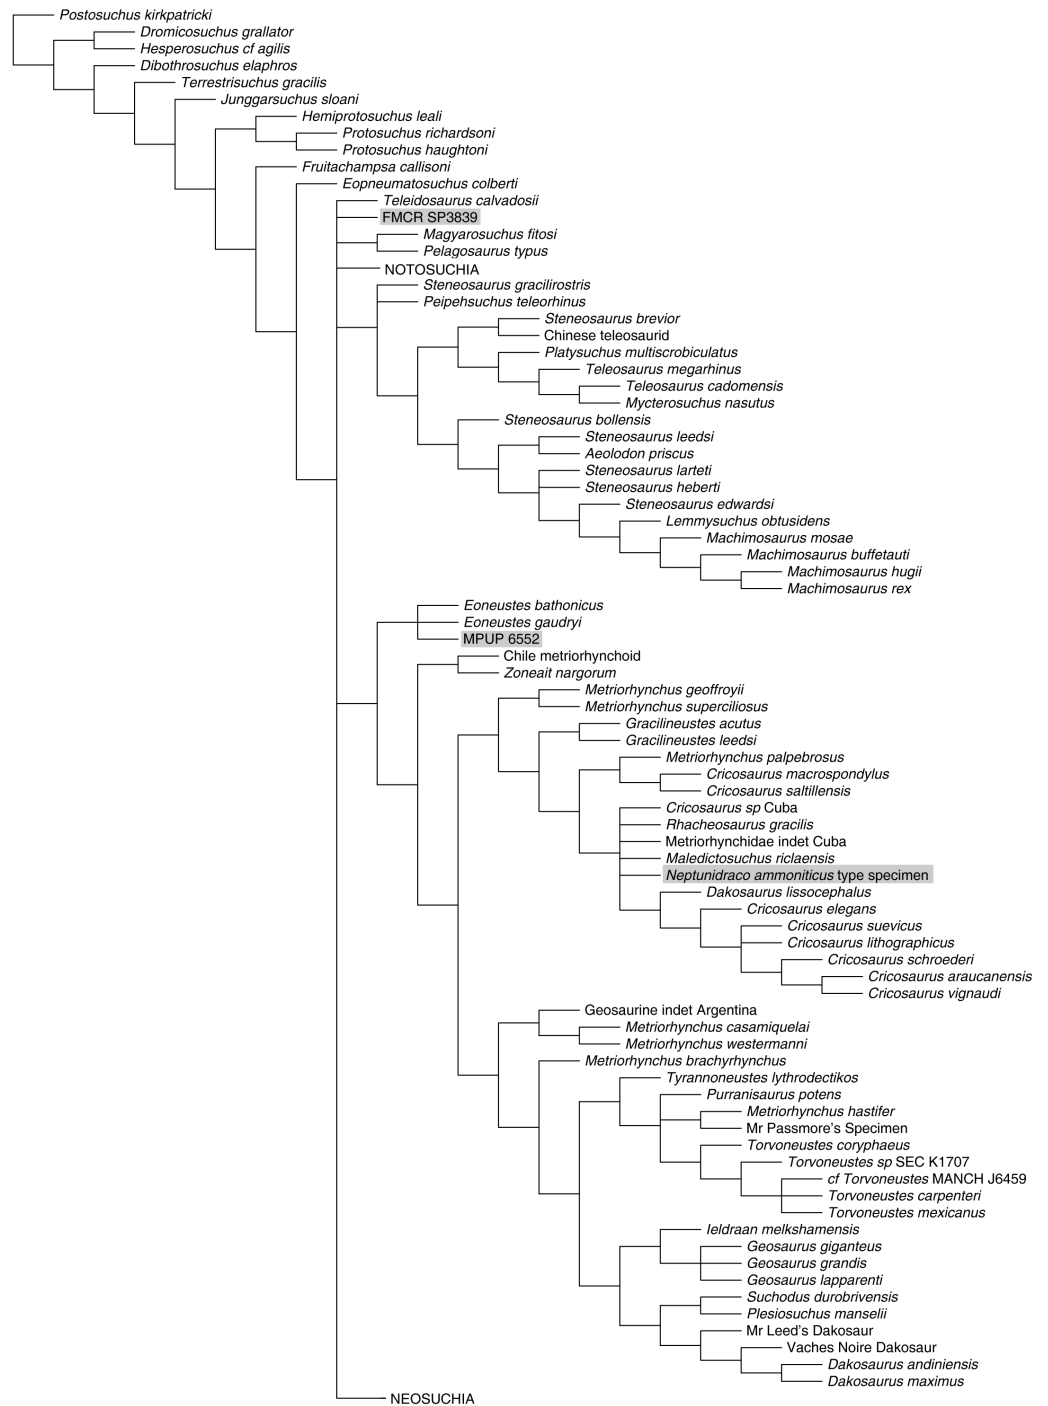 Postosuchus kirkpatricki
Dromicosuchus grallator
Hesperosuchus cf agilis
Dibothrosuchus elaphros
Terrestrisuchus gracilis
Junggarsuchus sloani
Hemiprotosuchus leali
Protosuchus richardsoni
Protosuchus haughtoni
Fruitachampsa callisoni
Eopneumatosuchus colberti
Teleidosaurus calvadosii
FMCR SP3839
Magyarosuchus fitosi
Pelagosaurus typus
NOTOSUCHIA
Steneosaurus gracilirostris
Peipehsuchus teleorhinus
Steneosaurus brevior
Chinese teleosaurid
Platysuchus multiscrobiculatus
Teleosaurus megarhinus
Teleosaurus cadomensis
Mycterosuchus nasutus
Steneosaurus bollensis
Steneosaurus leedsi
Aeolodon priscus
Steneosaurus larteti
Steneosaurus heberti
Steneosaurus edwardsi
Lemmysuchus obtusidens
Machimosaurus mosae
Machimosaurus buffetauti
Machimosaurus hugii
Machimosaurus rex
Eoneustes bathonicus
Eoneustes gaudryi
MPUP 6552
Chile metriorhynchoid
Zoneait nargorum
Metriorhynchus geoffroyii
Metriorhynchus superciliosus
Gracilineustes acutus
Gracilineustes leedsi
Metriorhynchus palpebrosus
Cricosaurus macrospondylus
Cricosaurus saltillensis
Cricosaurus sp Cuba
Rhacheosaurus gracilis
Metriorhynchidae indet Cuba
Maledictosuchus riclaensis
Neptunidraco ammoniticus type specimen
Dakosaurus lissocephalus
Cricosaurus elegans
Cricosaurus suevicus
Cricosaurus lithographicus
Cricosaurus schroederi
Cricosaurus araucanensis
Cricosaurus vignaudi
Geosaurine indet Argentina
Metriorhynchus casamiquelai
Metriorhynchus westermanni
Metriorhynchus brachyrhynchus
Tyrannoneustes lythrodectikos
Purranisaurus potens
Metriorhynchus hastifer
Mr Passmore's Specimen
Torvoneustes coryphaeus
Torvoneustes sp SEC K1707
cf Torvoneustes MANCH J6459
Torvoneustes carpenteri
Torvoneustes mexicanus
Ieldraan melkshamensis
Geosaurus giganteus
Geosaurus grandis
Geosaurus lapparenti
Suchodus durobrivensis
Plesiosuchus manselii
Mr Leed's Dakosaur
Vaches Noire Dakosaur
Dakosaurus andiniensis
Dakosaurus maximus
NEOSUCHIA